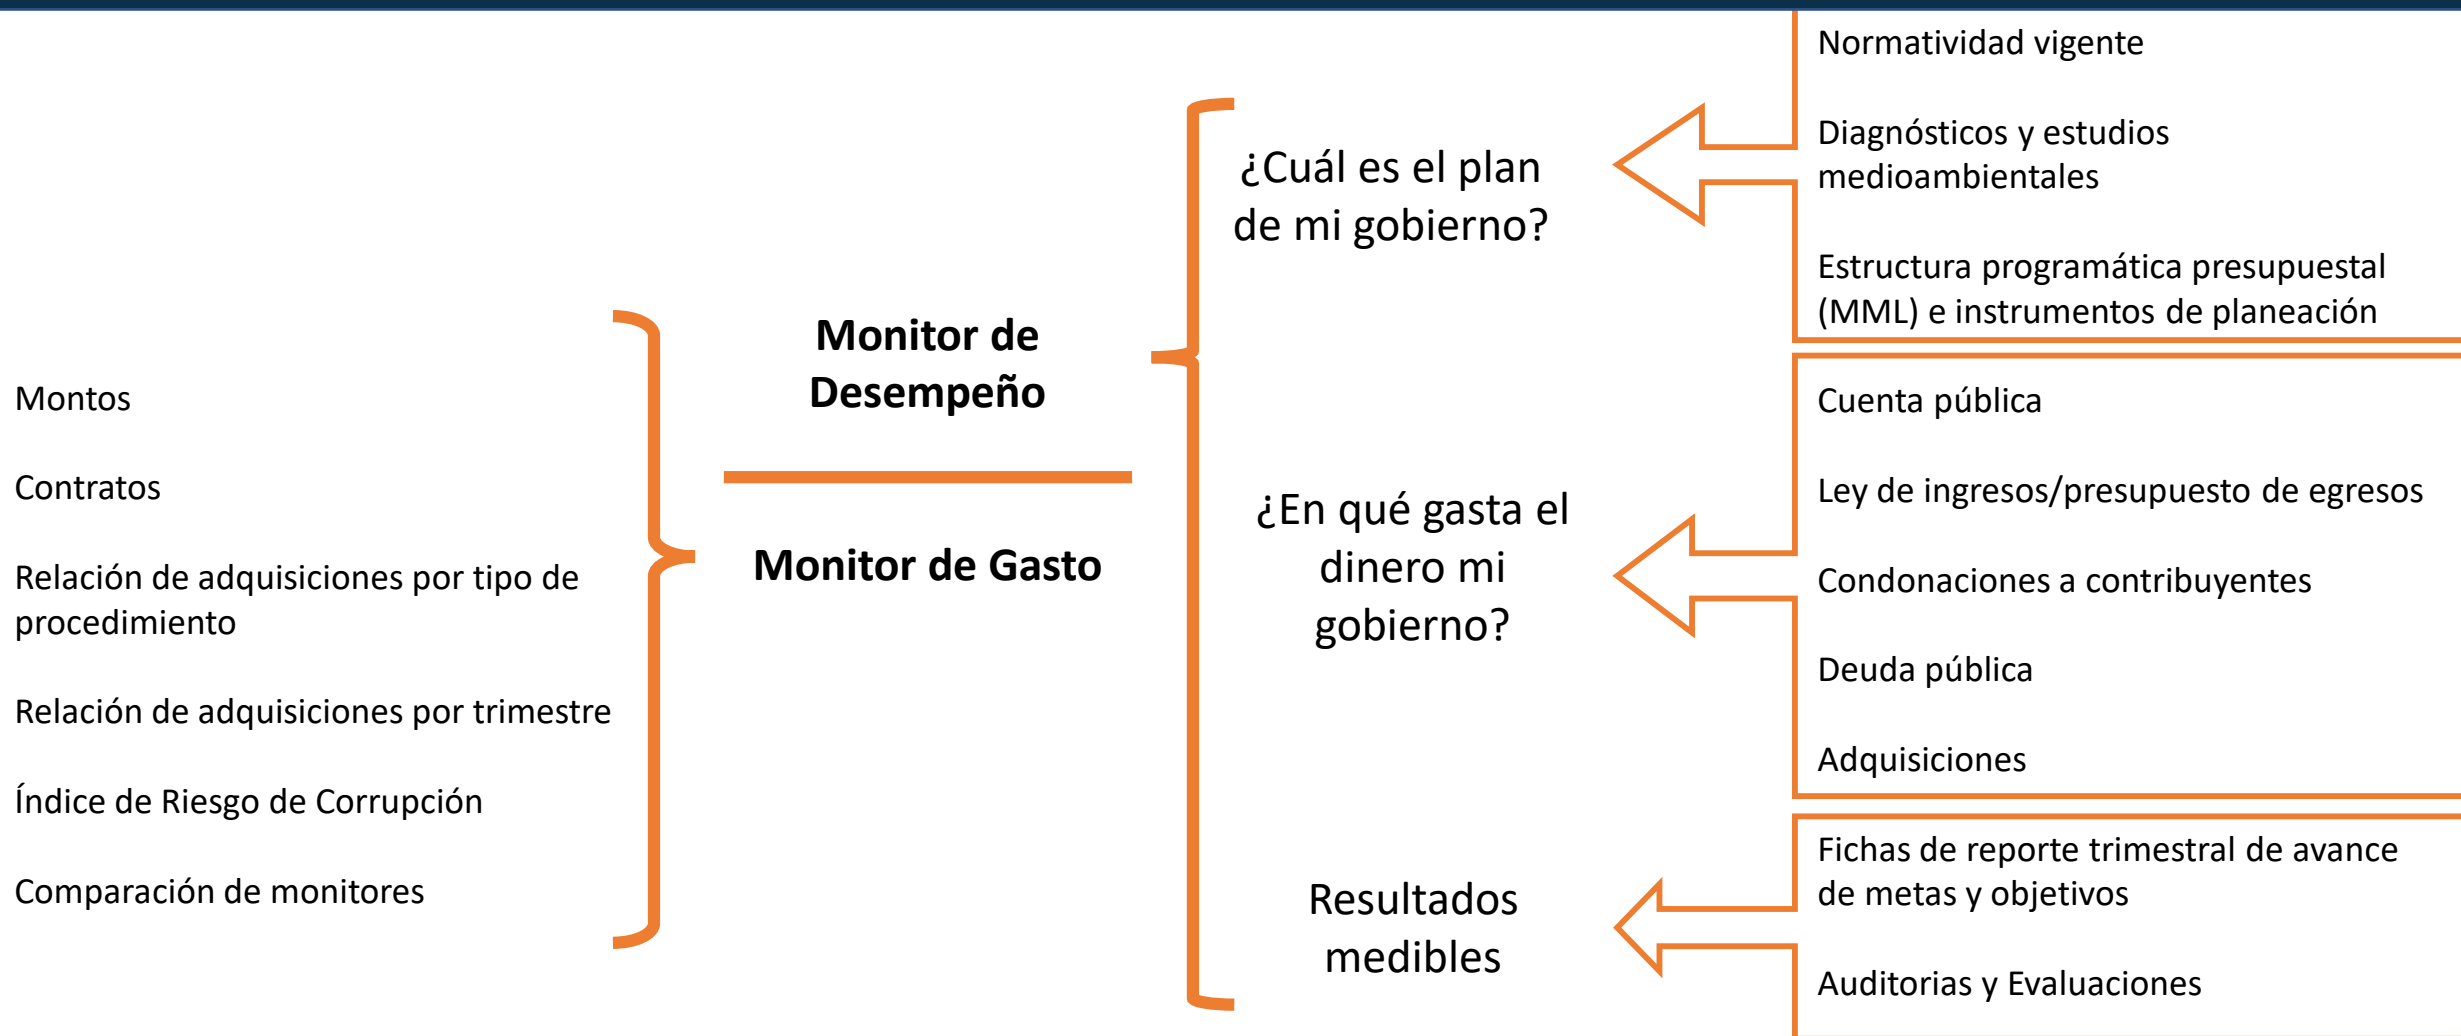 Montos
Contratos
Relación de adquisiciones por tipo de
procedimiento
Relación de adquisiciones por trimestre
Índice de Riesgo de Corrupción
Comparación de monitores
Monitor de
Desempeño
Monitor de Gasto
¿Cuál es el plan
de mi gobierno?
¿En qué gasta el
dinero mi
gobierno?
Resultados
medibles
Normatividad vigente
Diagnósticos y estudios
medioambientales
Estructura programática presupuestal
(MML) e instrumentos de planeación
Cuenta pública
Ley de ingresos/presupuesto de egresos
Condonaciones a contribuyentes
Deuda pública
Adquisiciones
Fichas de reporte trimestral de avance
de metas y objetivos
Auditorias y Evaluaciones